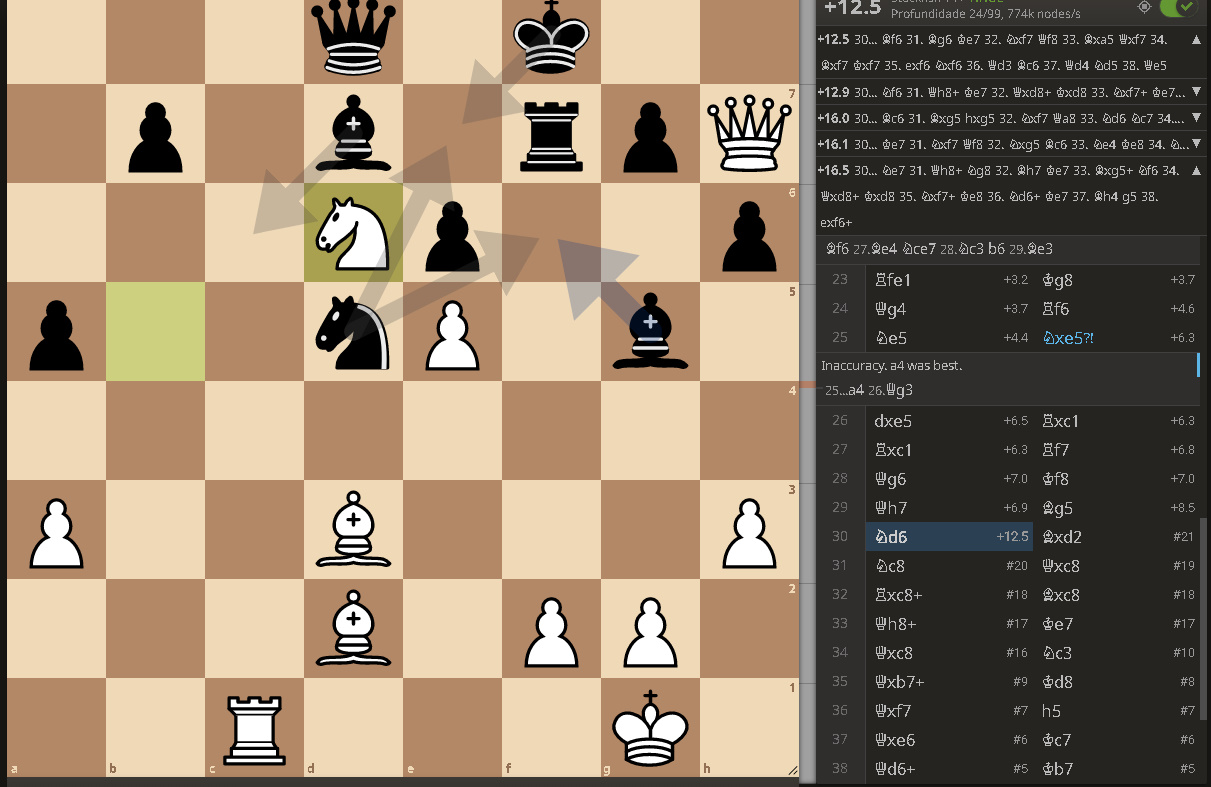 +12.5
Profundidade 24/99, 774k nodes/s
+12.5 30... ♗f6 31. ♗g6 ♔e7 32. ♘xf7 ♕f8 33. ♗xa5 ♕xf7 34.
♗xf7 ♔xf7 35. exf6 ♘xf6 36. ♕d3 ♗c6 37. ♕d4 ♘d5 38. ♕e5
+12.9 30... ♘f6 31. ♕h8+ ♔e7 32. ♕xd8+ ♔xd8 33. ♘xf7+ ♔e7...
+16.0 30... ♗c6 31. ♗xg5 hxg5 32. ♘xf7 ♕a8 33. ♘d6 ♘c7 34....
+16.1 30... ♔e7 31. ♘xf7 ♕f8 32. ♘xg5 ♗c6 33. ♘e4 ♔e8 34. ♘...
+16.5 30... ♘e7 31. ♕h8+ ♘g8 32. ♗h7 ♔e7 33. ♗xg5+ ♘f6 34.
♕xd8+ ♔xd8 35. ♘xf7+ ♔e8 36. ♘d6+ ♔e7 37. ♗h4 g5 38.
exf6+
♗f6 27.♗e4 ♘ce7 28.♘c3 b6 29.♗e3
23 ♖fe1 +3.2 ♔g8 +3.7
24 ♕g4 +3.7 ♖f6 +4.6
25 ♘e5 +4.4 ♘xe5?! +6.3
Inaccuracy. a4 was best.
25...a4 26.♕g3
26 dxe5 +6.5 ♖xc1 +6.3
27 ♖xc1 +6.3 ♖f7 +6.8
28 ♕g6 +7.0 ♔f8 +7.0
29 ♕h7 +6.9 ♗g5 +8.5
30 ♘d6 +12.5 ♗xd2 #21
31 ♘c8 #20 ♕xc8 #19
32 ♖xc8+ #18 ♗xc8 #18
33 ♕h8+ #17 ♔e7 #17
34 ♕xc8 #16 ♘c3 #10
35 ♕xb7+ #9 ♔d8 #8
36 ♕xf7 #7 h5 #7
37 ♕xe6 #6 ♔c7 #6
38 ♕d6+ #5 ♔b7 #5
7
6
5
4
3
2
1
a b c d e f g h